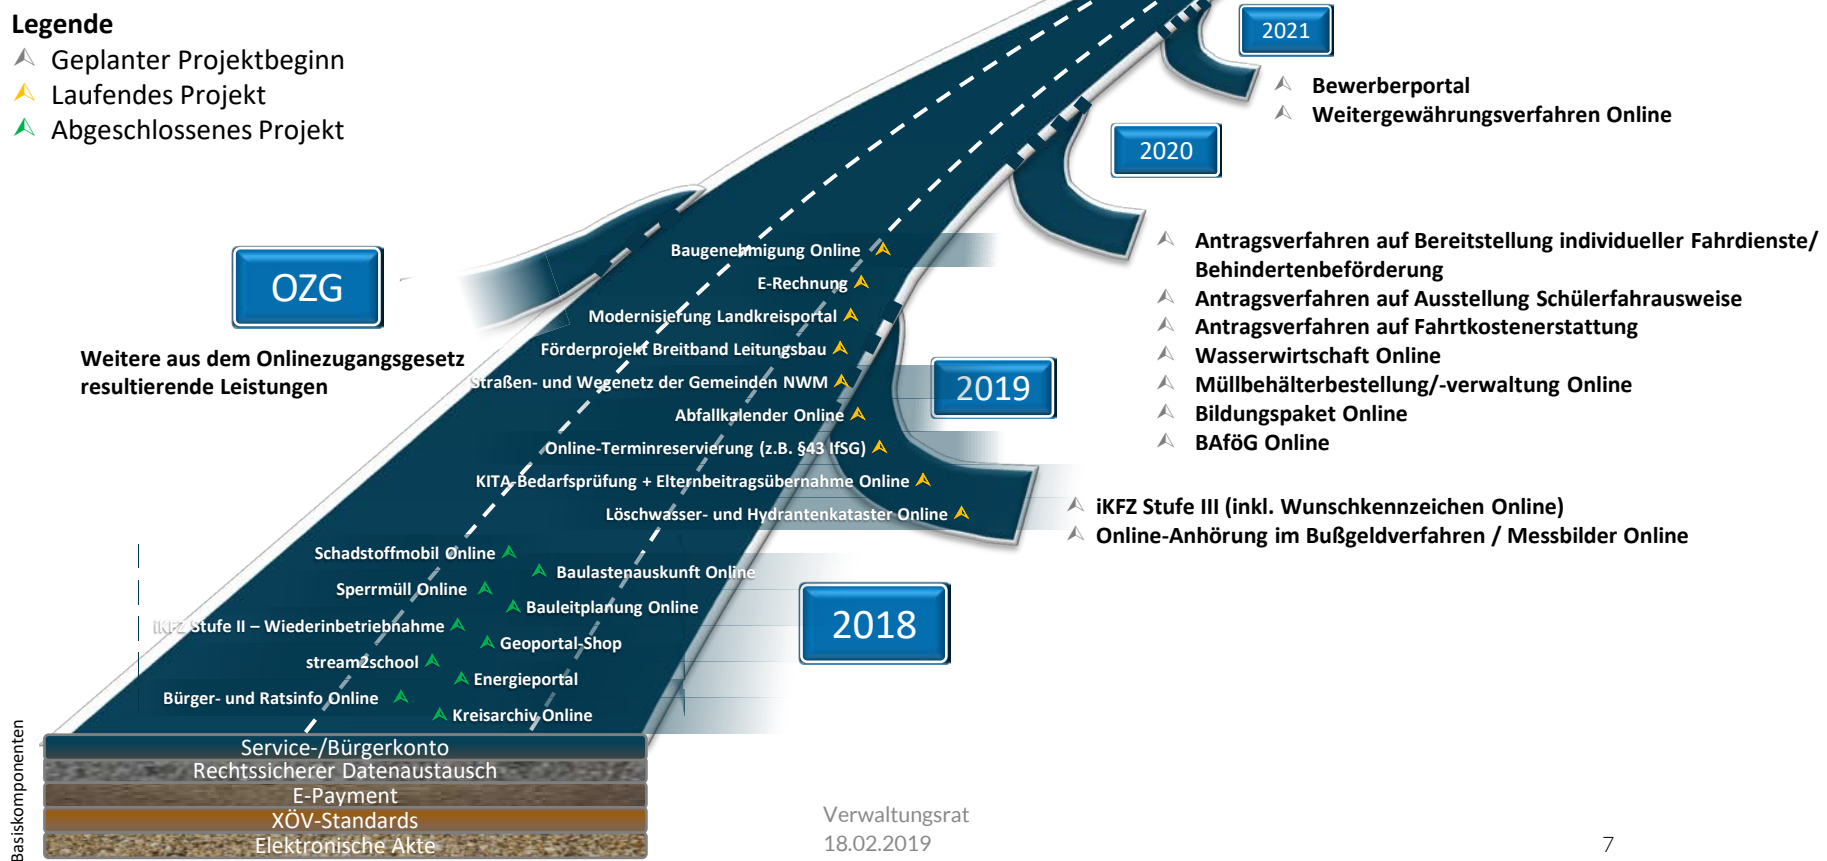 Legende
Geplanter Projektbeginn
Laufendes Projekt
Abgeschlossenes Projekt
2021
Bewerberportal
Weitergewährungsverfahren Online
2020
Antragsverfahren auf Bereitstellung individueller Fahrdienste/
Behindertenbeförderung
Antragsverfahren auf Ausstellung Schülerfahrausweise
Antragsverfahren auf Fahrtkostenerstattung
Wasserwirtschaft Online
Müllbehälterbestellung/-verwaltung Online
Bildungspaket Online
BAföG Online
OZG
Weitere aus dem Onlinezugangsgesetz
resultierende Leistungen
Baugenehmigung Online
E-Rechnung
Modernisierung Landkreisportal
Förderprojekt Breitband Leitungsbau
Straßen- und Wegenetz der Gemeinden NWM
Abfallkalender Online
Online-Terminreservierung (z.B. §43 IfSG)
KITA-Bedarfsprüfung + Elternbeitragsübernahme Online
Löschwasser- und Hydrantenkataster Online
2019
iKFZ Stufe III (inkl. Wunschkennzeichen Online)
Online-Anhörung im Bußgeldverfahren / Messbilder Online
Schadstoffmobil Online
Baulastenauskunft Online
Sperrmüll Online
Bauleitplanung Online
iKFZ Stufe II – Wiederinbetriebnahme
Geoportal-Shop
stream2school
Energieportal
Bürger- und Ratsinfo Online
Kreisarchiv Online
2018
Basiskomponenten
Service-/Bürgerkonto
Rechtssicherer Datenaustausch
E-Payment
XÖV-Standards
Elektronische Akte
Verwaltungsrat
18.02.2019
7